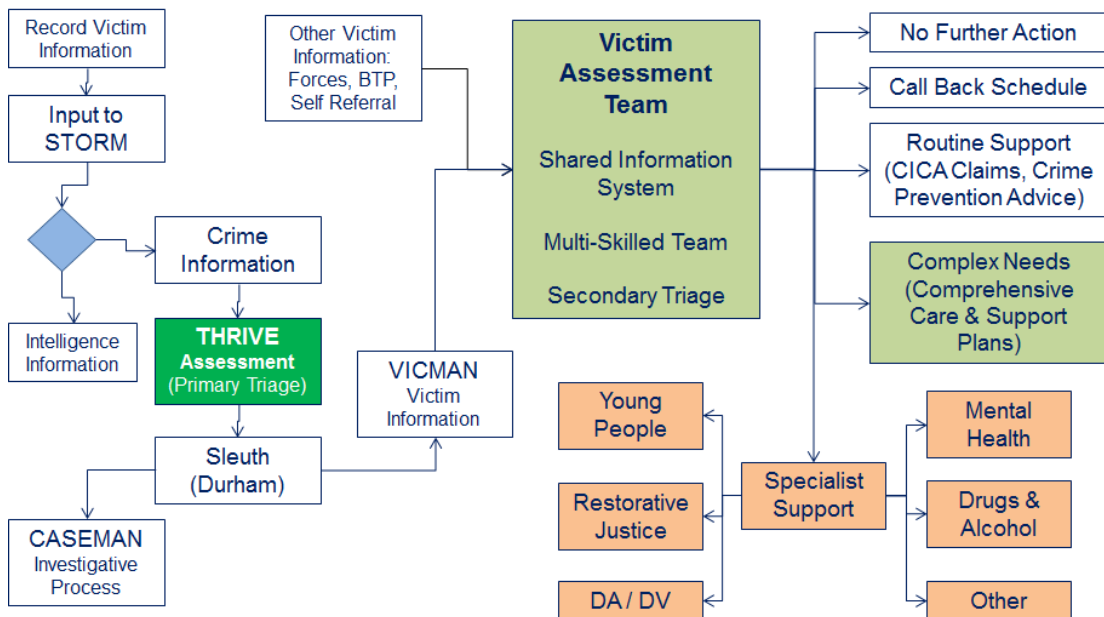 Record Victim
Information
Input to
STORM
Crime
Information
Intelligence
Information
THRIVE
Assessment
(Primary Triage)
Sleuth
(Durham)
CASEMAN
Investigative
Process
Other Victim
Information:
Forces, BTP,
Self Referral
VICMAN
Victim
Information
Victim
Assessment
Team
Shared Information
System
Multi-Skilled Team
Secondary Triage
No Further Action
Call Back Schedule
Routine Support
(CICA Claims, Crime
Prevention Advice)
Complex Needs
(Comprehensive
Care & Support
Plans)
Specialist
Support
Young
People
Restorative
Justice
DA / DV
Mental
Health
Drugs &
Alcohol
Other